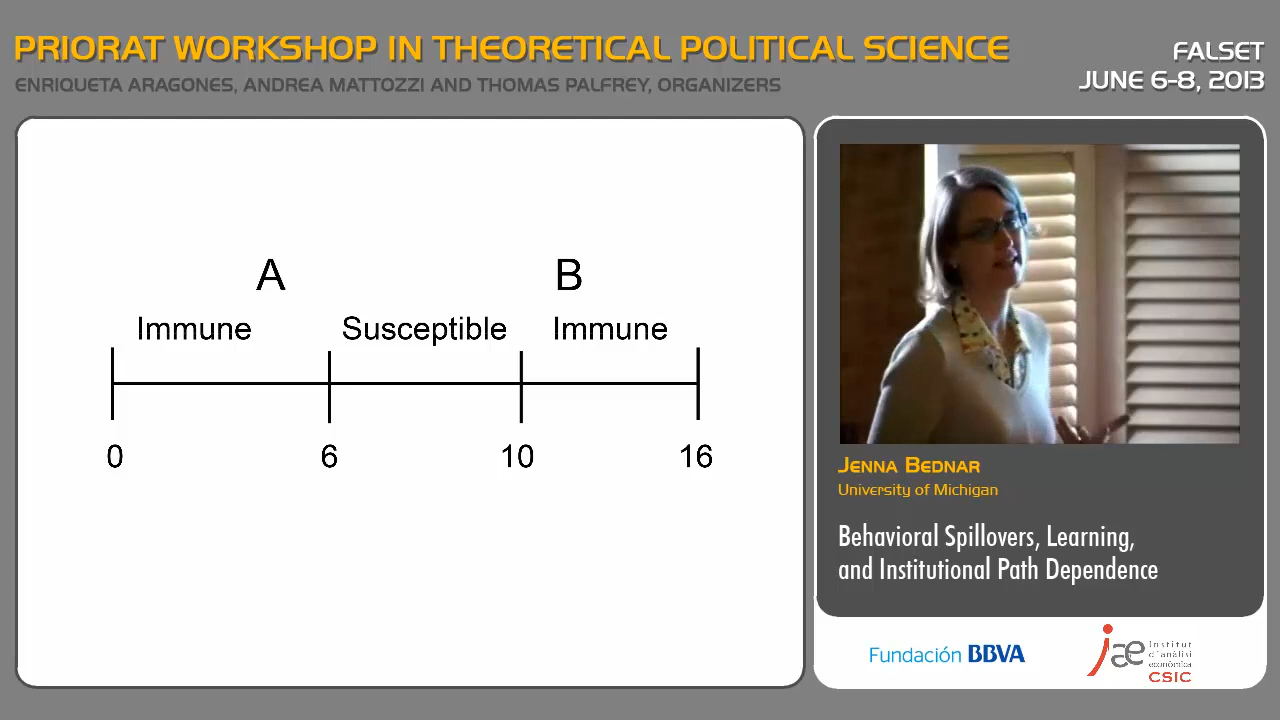 PRIORAT WORKSHOP IN THEORETICAL POLITICAL SCIENCE
ENRIQUETA ARAGONES, ANDREA MATTOZZI AND THOMAS PALFREY, ORGANIZERS
FALSET
JUNE 6-8, 2013
A B
Immune Susceptible Immune
0 6 10 16
JENNA BEDNAR
University of Michigan
Behavioral Spillovers, Learning,
and Institutional Path Dependence
Fundación BBVA
iae
Institut
d'anàlisi
econòmica
CSIC